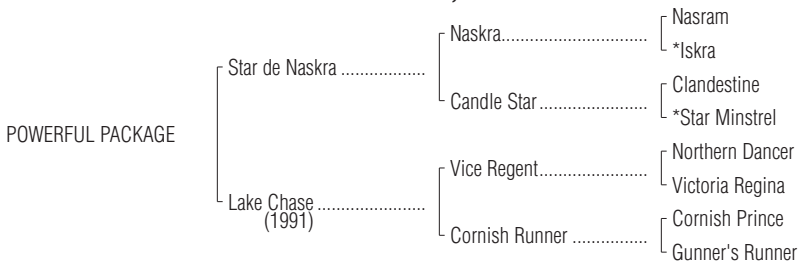 Nasram
Naskra..............................
*Iskra
Star de Naskra ..................
Clandestine
Candle Star......................
*Star Minstrel
POWERFUL PACKAGE
Northern Dancer
Vice Regent......................
Victoria Regina
Lake Chase .......................
(1991)
Cornish Prince
Cornish Runner ................
Gunner's Runner